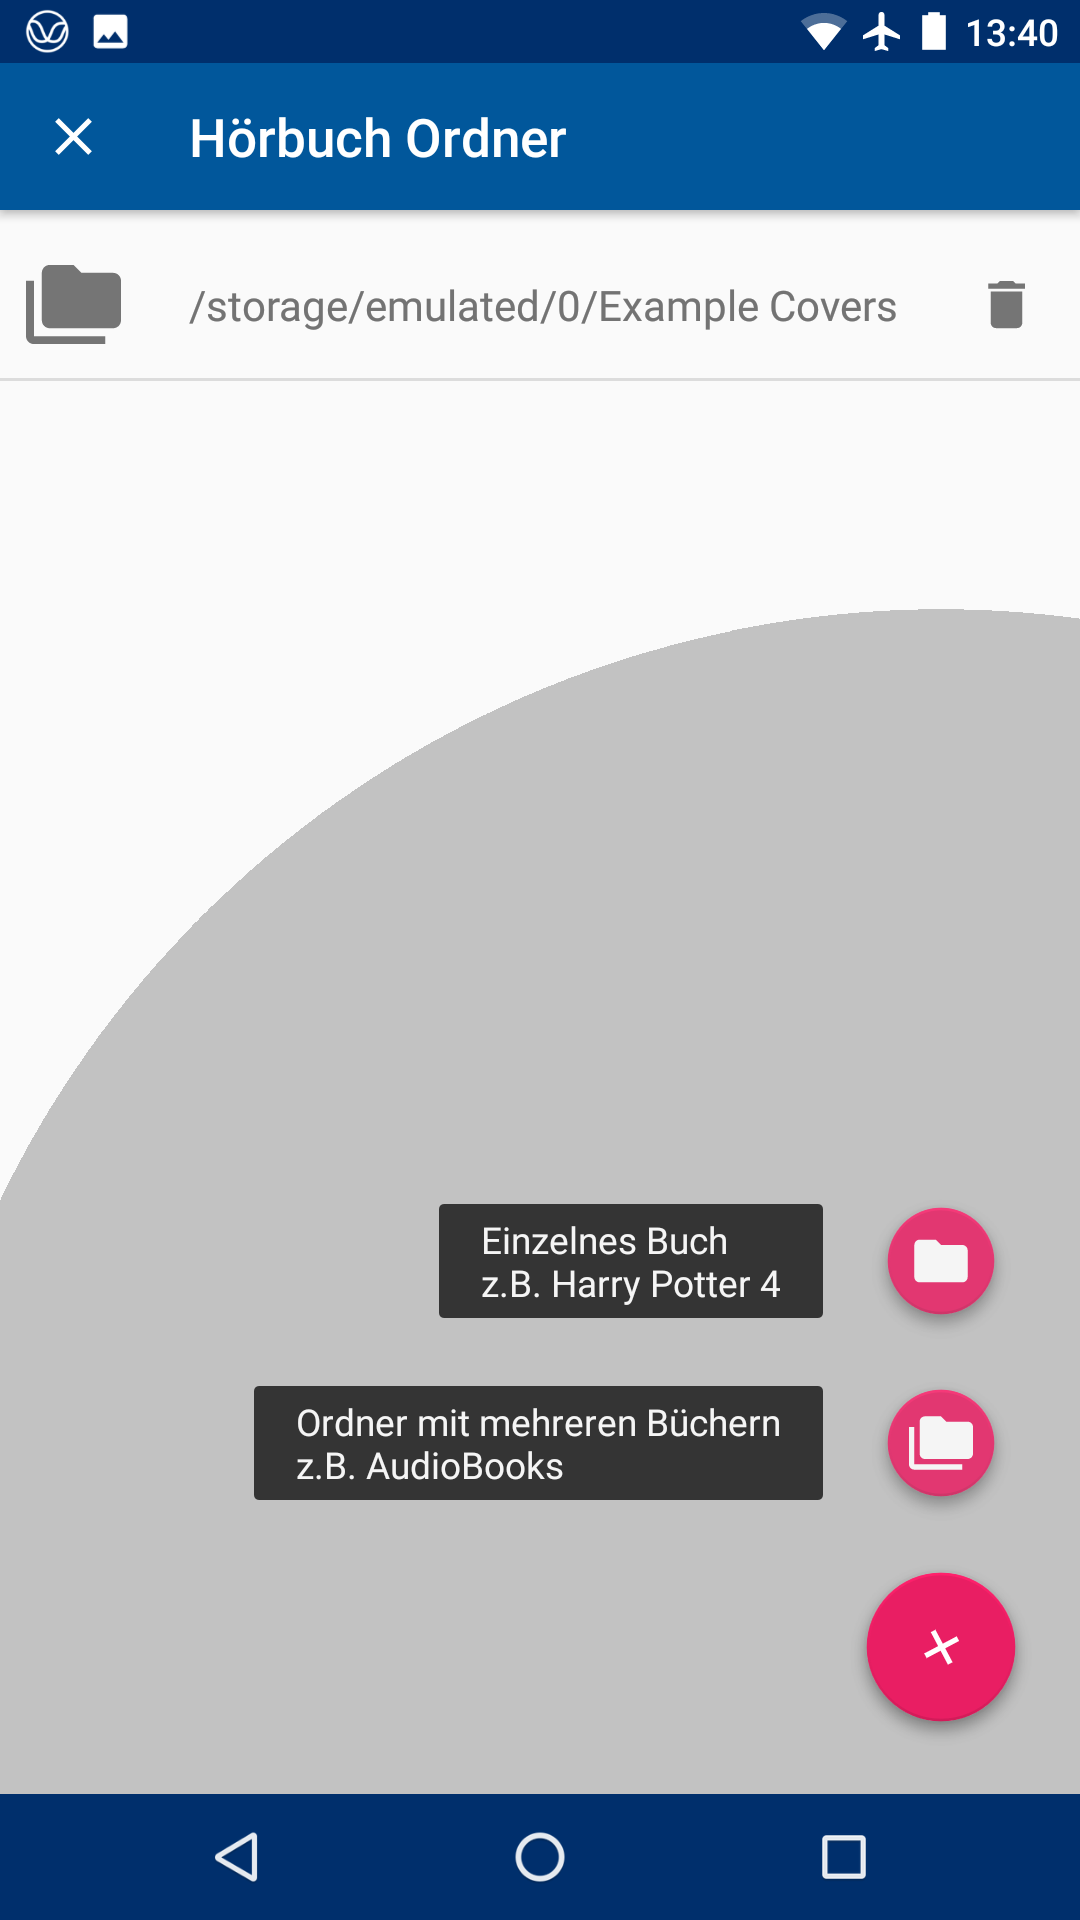 13:40
Hörbuch Ordner
/storage/emulated/0/Example Covers
Einzelnes Buch
z.B. Harry Potter 4
Ordner mit mehreren Büchern
z.B. AudioBooks